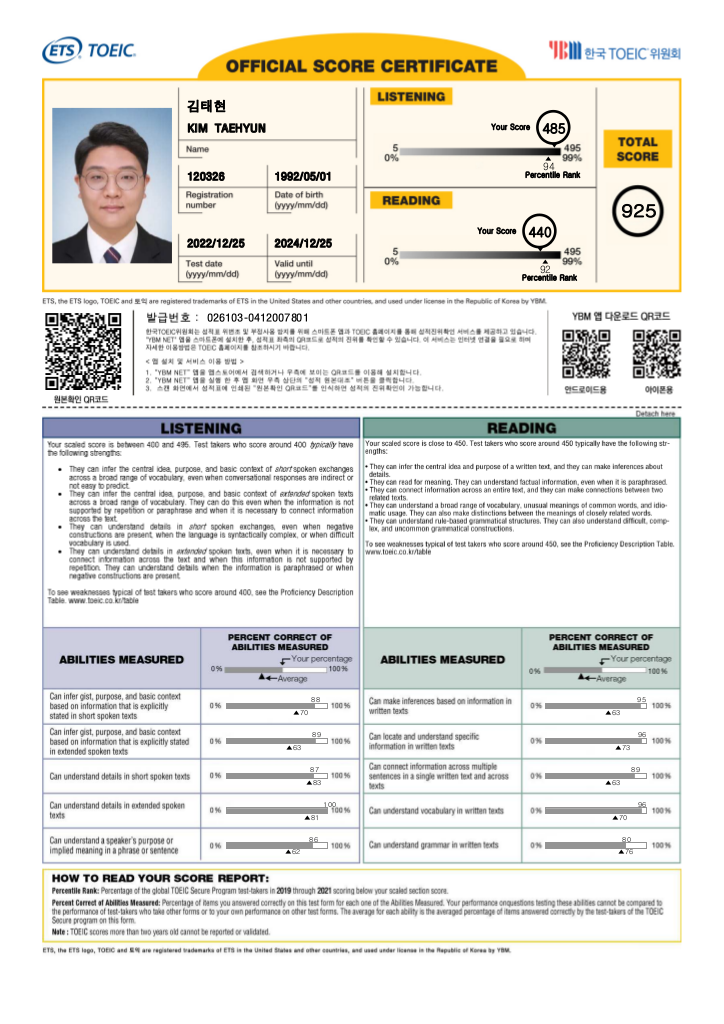 ETS TOEIC
YBM 한국 TOEIC 위원회
OFFICIAL SCORE CERTIFICATE
김태현
KIM TAEHYUN
Name
120326
1992/05/01
Registration
number
Date of birth
(yyyy/mm/dd)
2022/12/25
2024/12/25
Test date
(yyyy/mm/dd)
Valid until
(yyyy/mm/dd)
LISTENING
Your Score
485
5
495
0%
99%
94
Percentile Rank
READING
Your Score
440
5
495
0%
99%
92
Percentile Rank
TOTAL
SCORE
925
ETS, the ETS logo, TOEIC and 토익 are registered trademarks of ETS in the United States and other countries, and used under license in the Republic of Korea by YBM.
발급번호 : 026103-0412007801
한국TOEIC위원회는 성적표 위변조 및 부정사용 방지를 위해 스마트폰 앱과 TOEIC 홈페이지를 통해 성적진위확인 서비스를 제공하고 있습니다.
"YBM NET" 앱을 스마트폰에 설치한 후, 성적표 좌측의 QR코드로 성적의 진위를 확인할 수 있습니다. 이 서비스는 인터넷 연결을 필요로 하며
자세한 이용방법은 TOEIC 홈페이지를 참조하시기 바랍니다.
< 앱 설치 및 서비스 이용 방법 >
1. "YBM NET" 앱을 앱스토어에서 검색하거나 우측에 보이는 QR코드를 이용해 설치합니다.
2. "YBM NET" 앱을 실행 한 후 앱 화면 우측 상단의 "성적 원본대조" 버튼을 클릭합니다.
3. 스캔 화면에서 성적표에 인쇄된 "원본확인 QR코드"를 인식하면 성적의 진위확인이 가능합니다.
원본확인 QR코드
YBM 앱 다운로드 QR코드
안드로이드용
아이폰용
Detach here
LISTENING
Your scaled score is between 400 and 495. Test takers who score around 400 typically have
the following strengths:
• They can infer the central idea, purpose, and basic context of short spoken exchanges
across a broad range of vocabulary, even when conversational responses are indirect or
not easy to predict.
• They can infer the central idea, purpose, and basic context of extended spoken texts
across a broad range of vocabulary. They can do this even when the information is not
supported by repetition or paraphrase and when it is necessary to connect information
across the text.
• They can understand details in short spoken exchanges, even when negative
constructions are present, when the language is syntactically complex, or when difficult
vocabulary is used.
• They can understand details in extended spoken texts, even when it is necessary to
connect information across the text and when this information is not supported by
repetition. They can understand details when the information is paraphrased or when
negative constructions are present.
To see weaknesses typical of test takers who score around 400, see the Proficiency Description
Table. www.toeic.co.kr/table
READING
Your scaled score is close to 450. Test takers who score around 450 typically have the following str-
engths:
• They can infer the central idea and purpose of a written text, and they can make inferences about
details.
• They can read for meaning. They can understand factual information, even when it is paraphrased.
• They can connect information across an entire text, and they can make connections between two
related texts.
• They can understand a broad range of vocabulary, unusual meanings of common words, and idio-
matic usage. They can also make distinctions between the meanings of closely related words.
• They can understand rule-based grammatical structures. They can also understand difficult, comp-
lex, and uncommon grammatical constructions.
To see weaknesses typical of test takers who score around 450, see the Proficiency Description Table.
www.toeic.co.kr/table
ABILITIES MEASURED
PERCENT CORRECT OF
ABILITIES MEASURED
Your percentage
0%
100%
Average
Can infer gist, purpose, and basic context
based on information that is explicitly
stated in short spoken texts
0%
88
100%
70
Can infer gist, purpose, and basic context
based on information that is explicitly stated
in extended spoken texts
0%
89
100%
63
Can understand details in short spoken texts
0%
87
100%
83
Can understand details in extended spoken
texts
0%
100
100%
81
Can understand a speaker's purpose or
implied meaning in a phrase or sentence
0%
86
100%
62
ABILITIES MEASURED
PERCENT CORRECT OF
ABILITIES MEASURED
Your percentage
0%
100%
Average
Can make inferences based on information in
written texts
0%
95
100%
63
Can locate and understand specific
information in written texts
0%
96
100%
73
Can connect information across multiple
sentences in a single written text and across
texts
0%
89
100%
63
Can understand vocabulary in written texts
0%
96
100%
70
Can understand grammar in written texts
0%
80
100%
76
HOW TO READ YOUR SCORE REPORT:
Percentile Rank: Percentage of the global TOEIC Secure Program test-takers in 2019 through 2021 scoring below your scaled section score.
Percent Correct of Abilities Measured: Percentage of items you answered correctly on this test form for each one of the Abilities Measured. Your performance onquestions testing these abilities cannot be compared to
the performance of test-takers who take other forms or to your own performance on other test forms. The average for each ability is the averaged percentage of items answered correctly by the test-takers of the TOEIC
Secure program on this form.
Note : TOEIC scores more than two years old cannot be reported or validated.
ETS, the ETS logo, TOEIC and 토익 are registered trademarks of ETS in the United States and other countries, and used under license in the Republic of Korea by YBM.